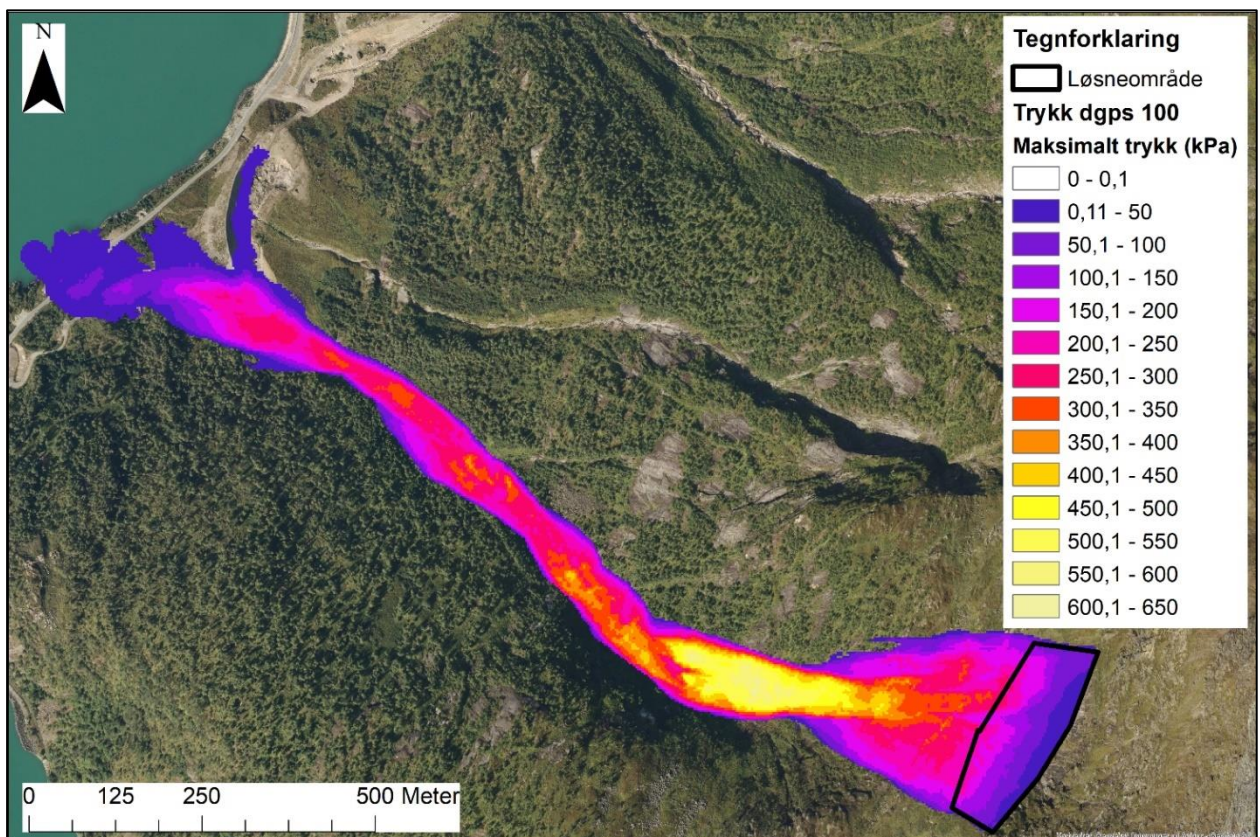 N
Tegnforklaring
Løsneområde
Trykk dgps 100
Maksimalt trykk (kPa)
0 - 0,1
0,11 - 50
50,1 - 100
100,1 - 150
150,1 - 200
200,1 - 250
250,1 - 300
300,1 - 350
350,1 - 400
400,1 - 450
450,1 - 500
500,1 - 550
550,1 - 600
600,1 - 650
0 125 250 500 Meter